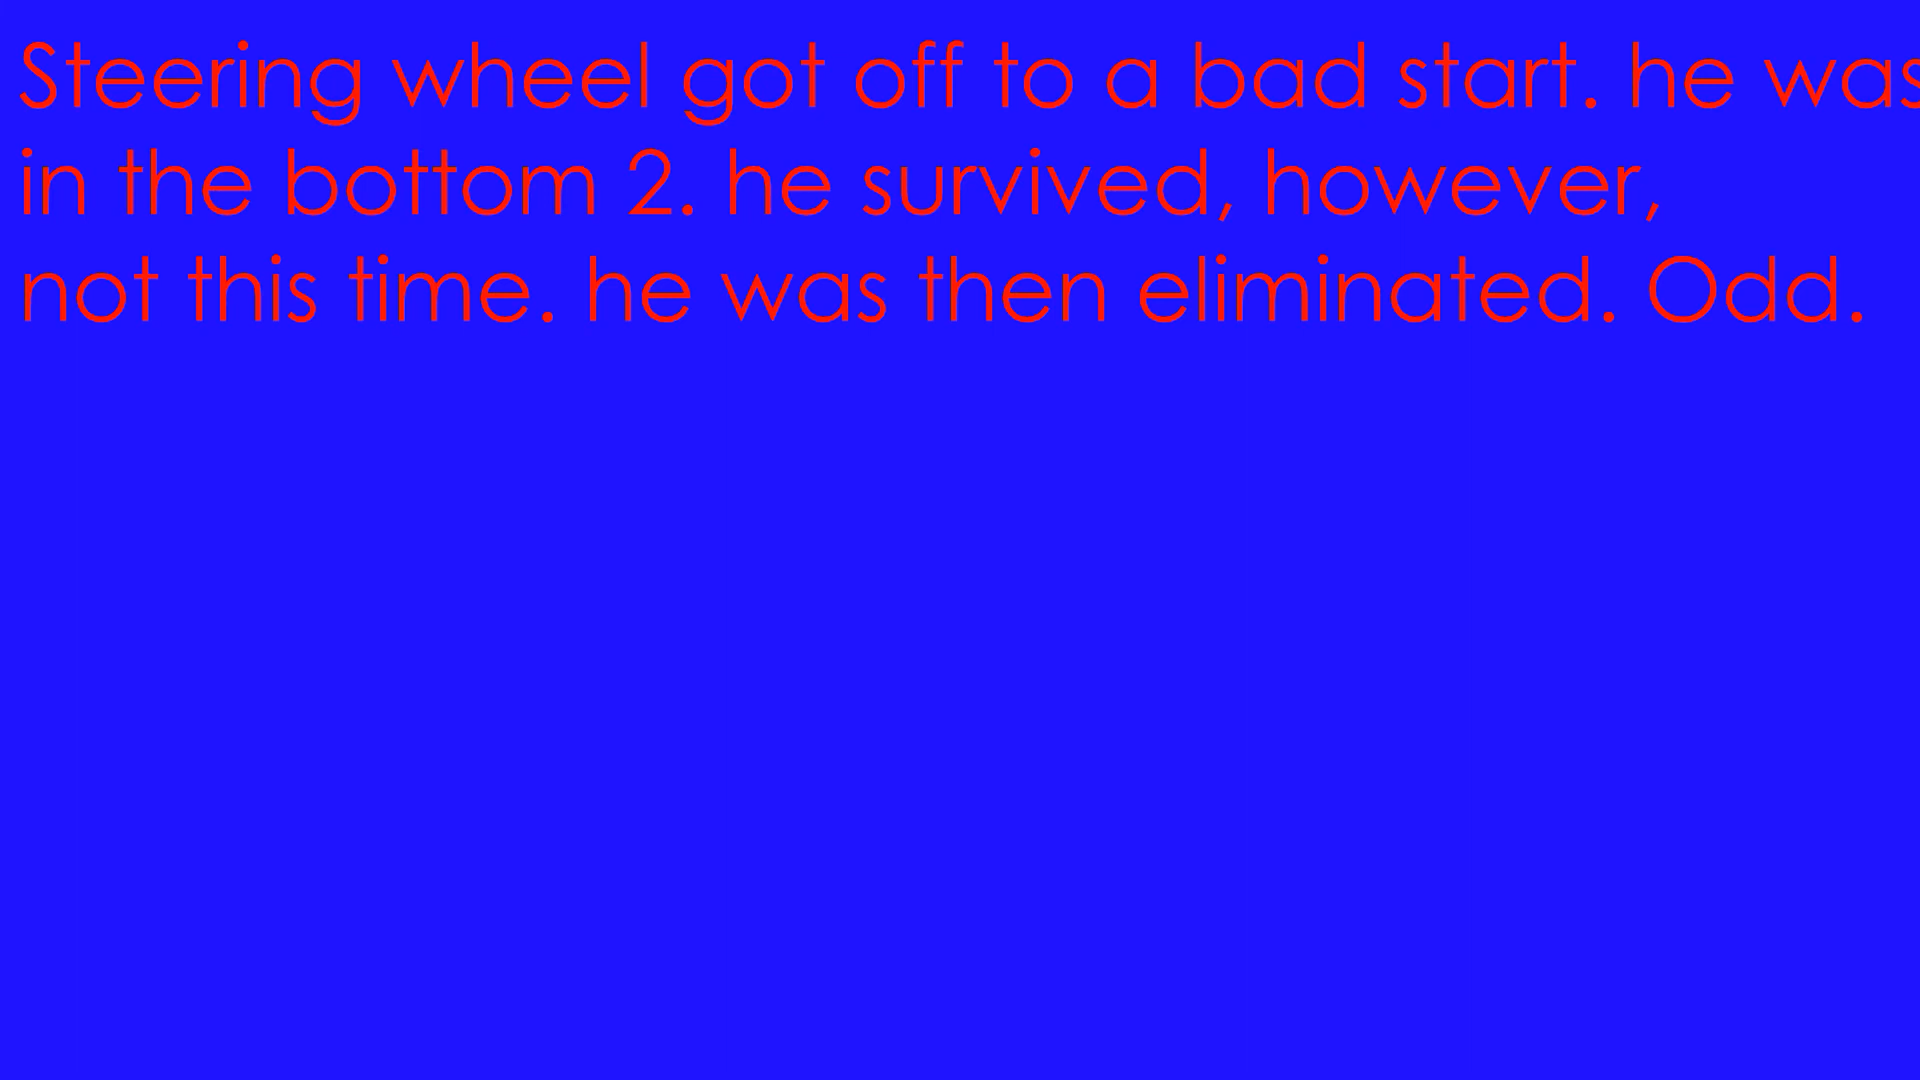 Steering wheel got off to a bad start. he was
in the bottom 2. he survived, however,
not this time. he was then eliminated. Odd.